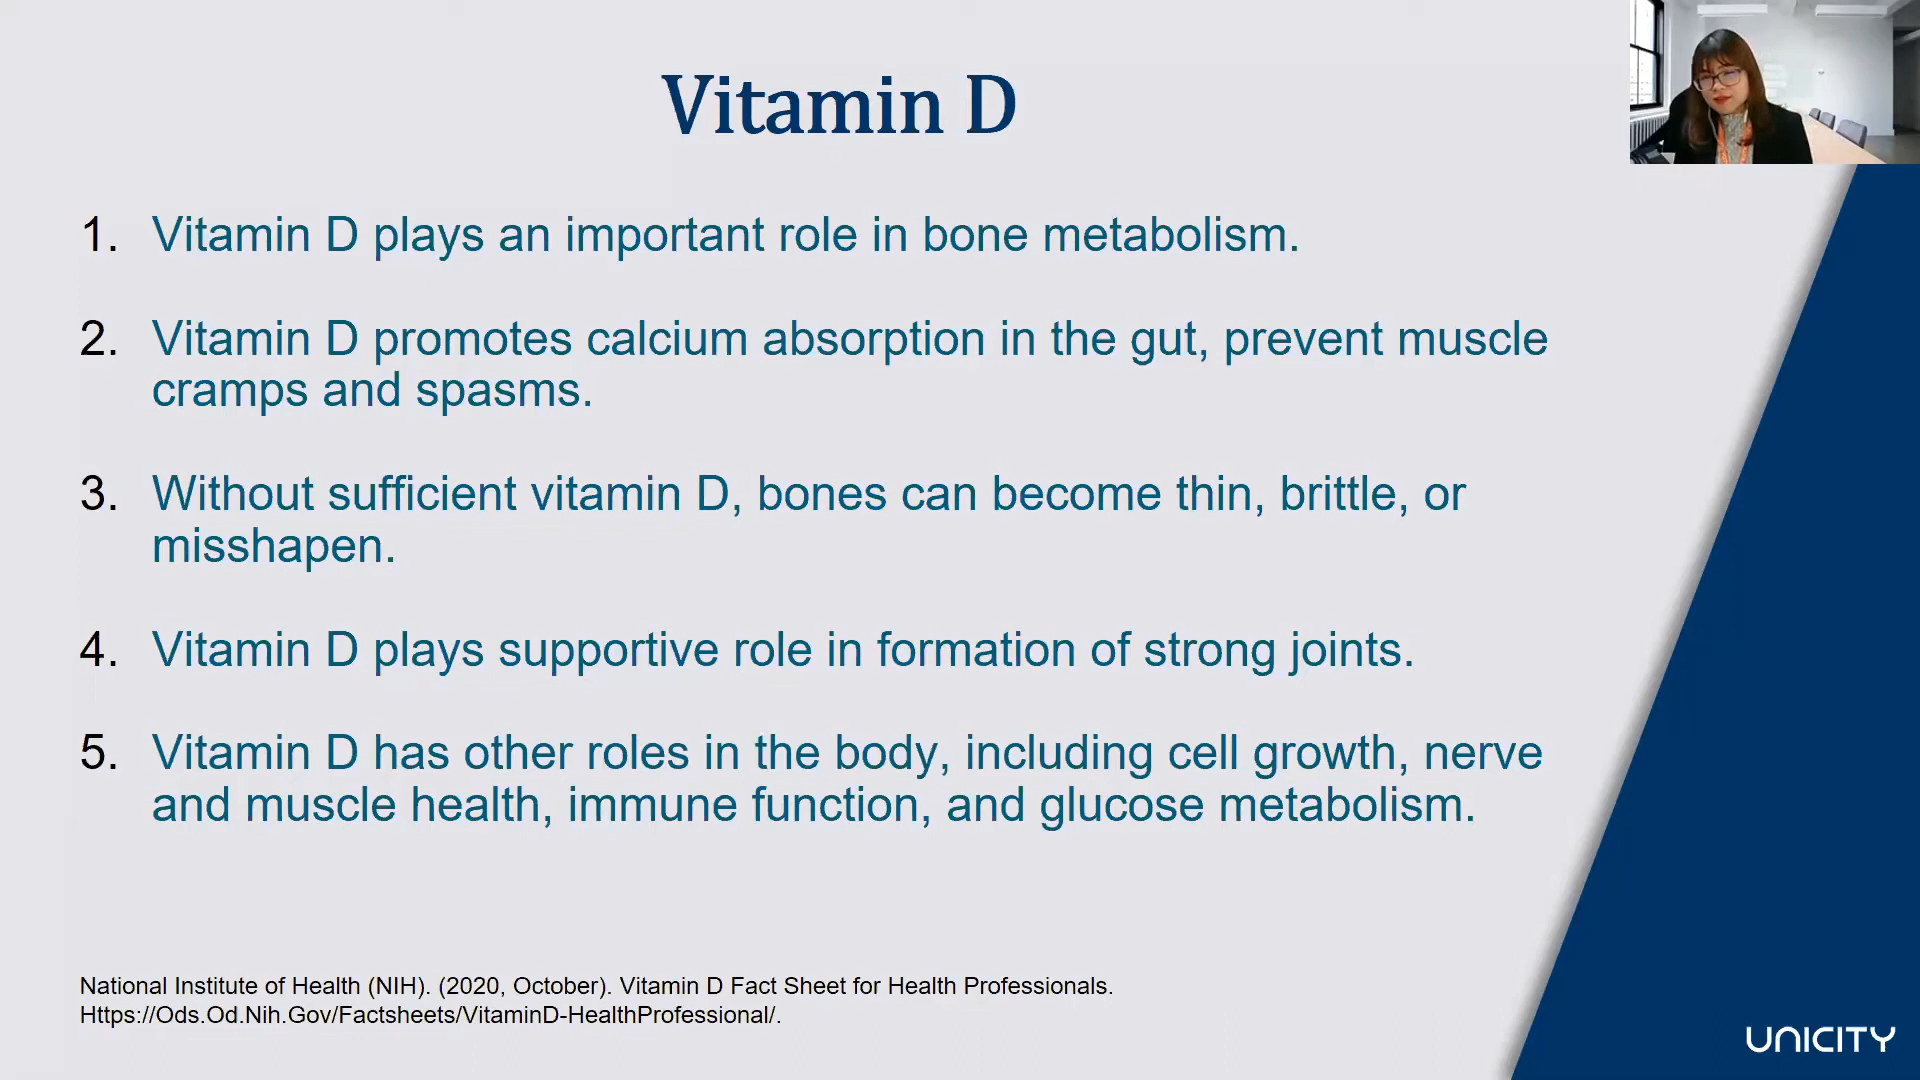 Vitamin D
1. Vitamin D plays an important role in bone metabolism.
2. Vitamin D promotes calcium absorption in the gut, prevent muscle
cramps and spasms.
3. Without sufficient vitamin D, bones can become thin, brittle, or
misshapen.
4. Vitamin D plays supportive role in formation of strong joints.
5. Vitamin D has other roles in the body, including cell growth, nerve
and muscle health, immune function, and glucose metabolism.
National Institute of Health (NIH). (2020, October). Vitamin D Fact Sheet for Health Professionals.
Https://Ods.Od.Nih.Gov/Factsheets/VitaminD-HealthProfessional/.
UNICITY